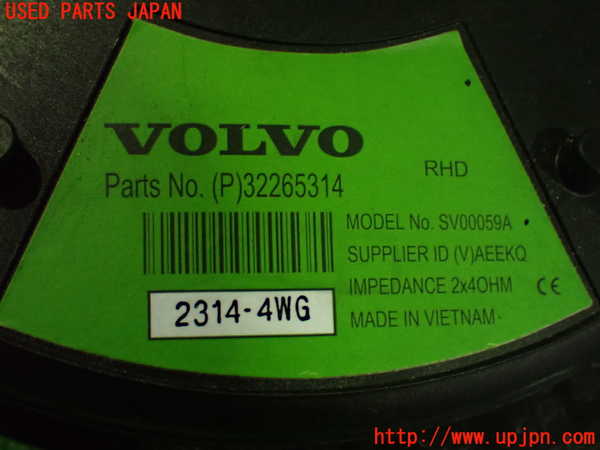 USED PARTS JAPAN
VOLVO
Parts No. (P)32265314
RHD
MODEL No. SV00059A
SUPPLIER ID (V)AEEKQ
IMPEDANCE 2x4OHM CE
2314-4WG
MADE IN VIETNAM
http://www.upjpn.com